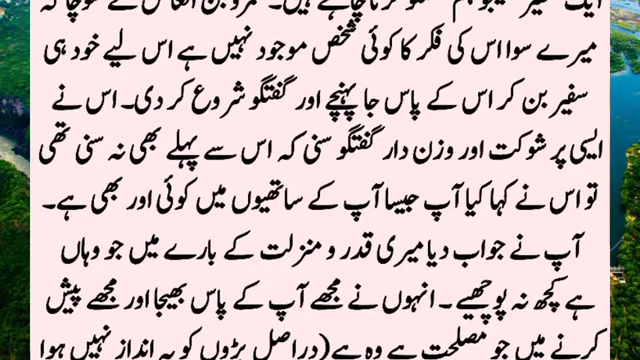 ایک سفیر بھیجو ہم گفتگو کرنا چاہتے ہیں۔ عمرو بن العاص نے سوچا کہ
میرے سوا اس کی فکر کا کوئی شخص موجود نہیں ہے اس لیے خود ہی
سفیر بن کر اس کے پاس جا پہنچے اور گفتگو شروع کر دی۔ اس نے
ایسی پر شوکت اور وزن دار گفتگو سنی کہ اس سے پہلے بھی نہ سنی تھی
تو اس نے کہا کیا آپ جیسا آپ کے ساتھیوں میں کوئی اور بھی ہے۔
آپ نے جواب دیا میری قدر و منزلت کے بارے میں جو وہاں
ہے کچھ نہ پوچھیے۔ انہوں نے مجھے آپ کے پاس بھیجا اور مجھے پیش
کرنے میں جو مصلحت ہے وہ ہے (دراصل بڑوں کو یہ انداز نہیں ہوا